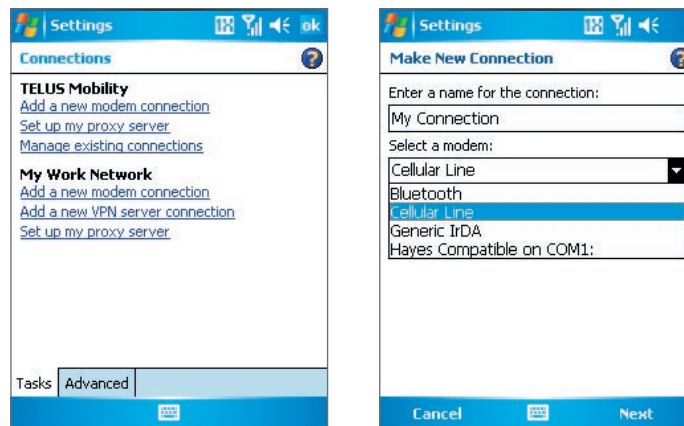 Settings
1X
ok
Connections
TELUS Mobility
Add a new modem connection
Set up my proxy server
Manage existing connections
My Work Network
Add a new modem connection
Add a new VPN server connection
Set up my proxy server
Tasks
Advanced
Settings
1X
Make New Connection
Enter a name for the connection:
My Connection
Select a modem:
Cellular Line
Bluetooth
Cellular Line
Generic IrDA
Hayes Compatible on COM1:
Cancel
Next